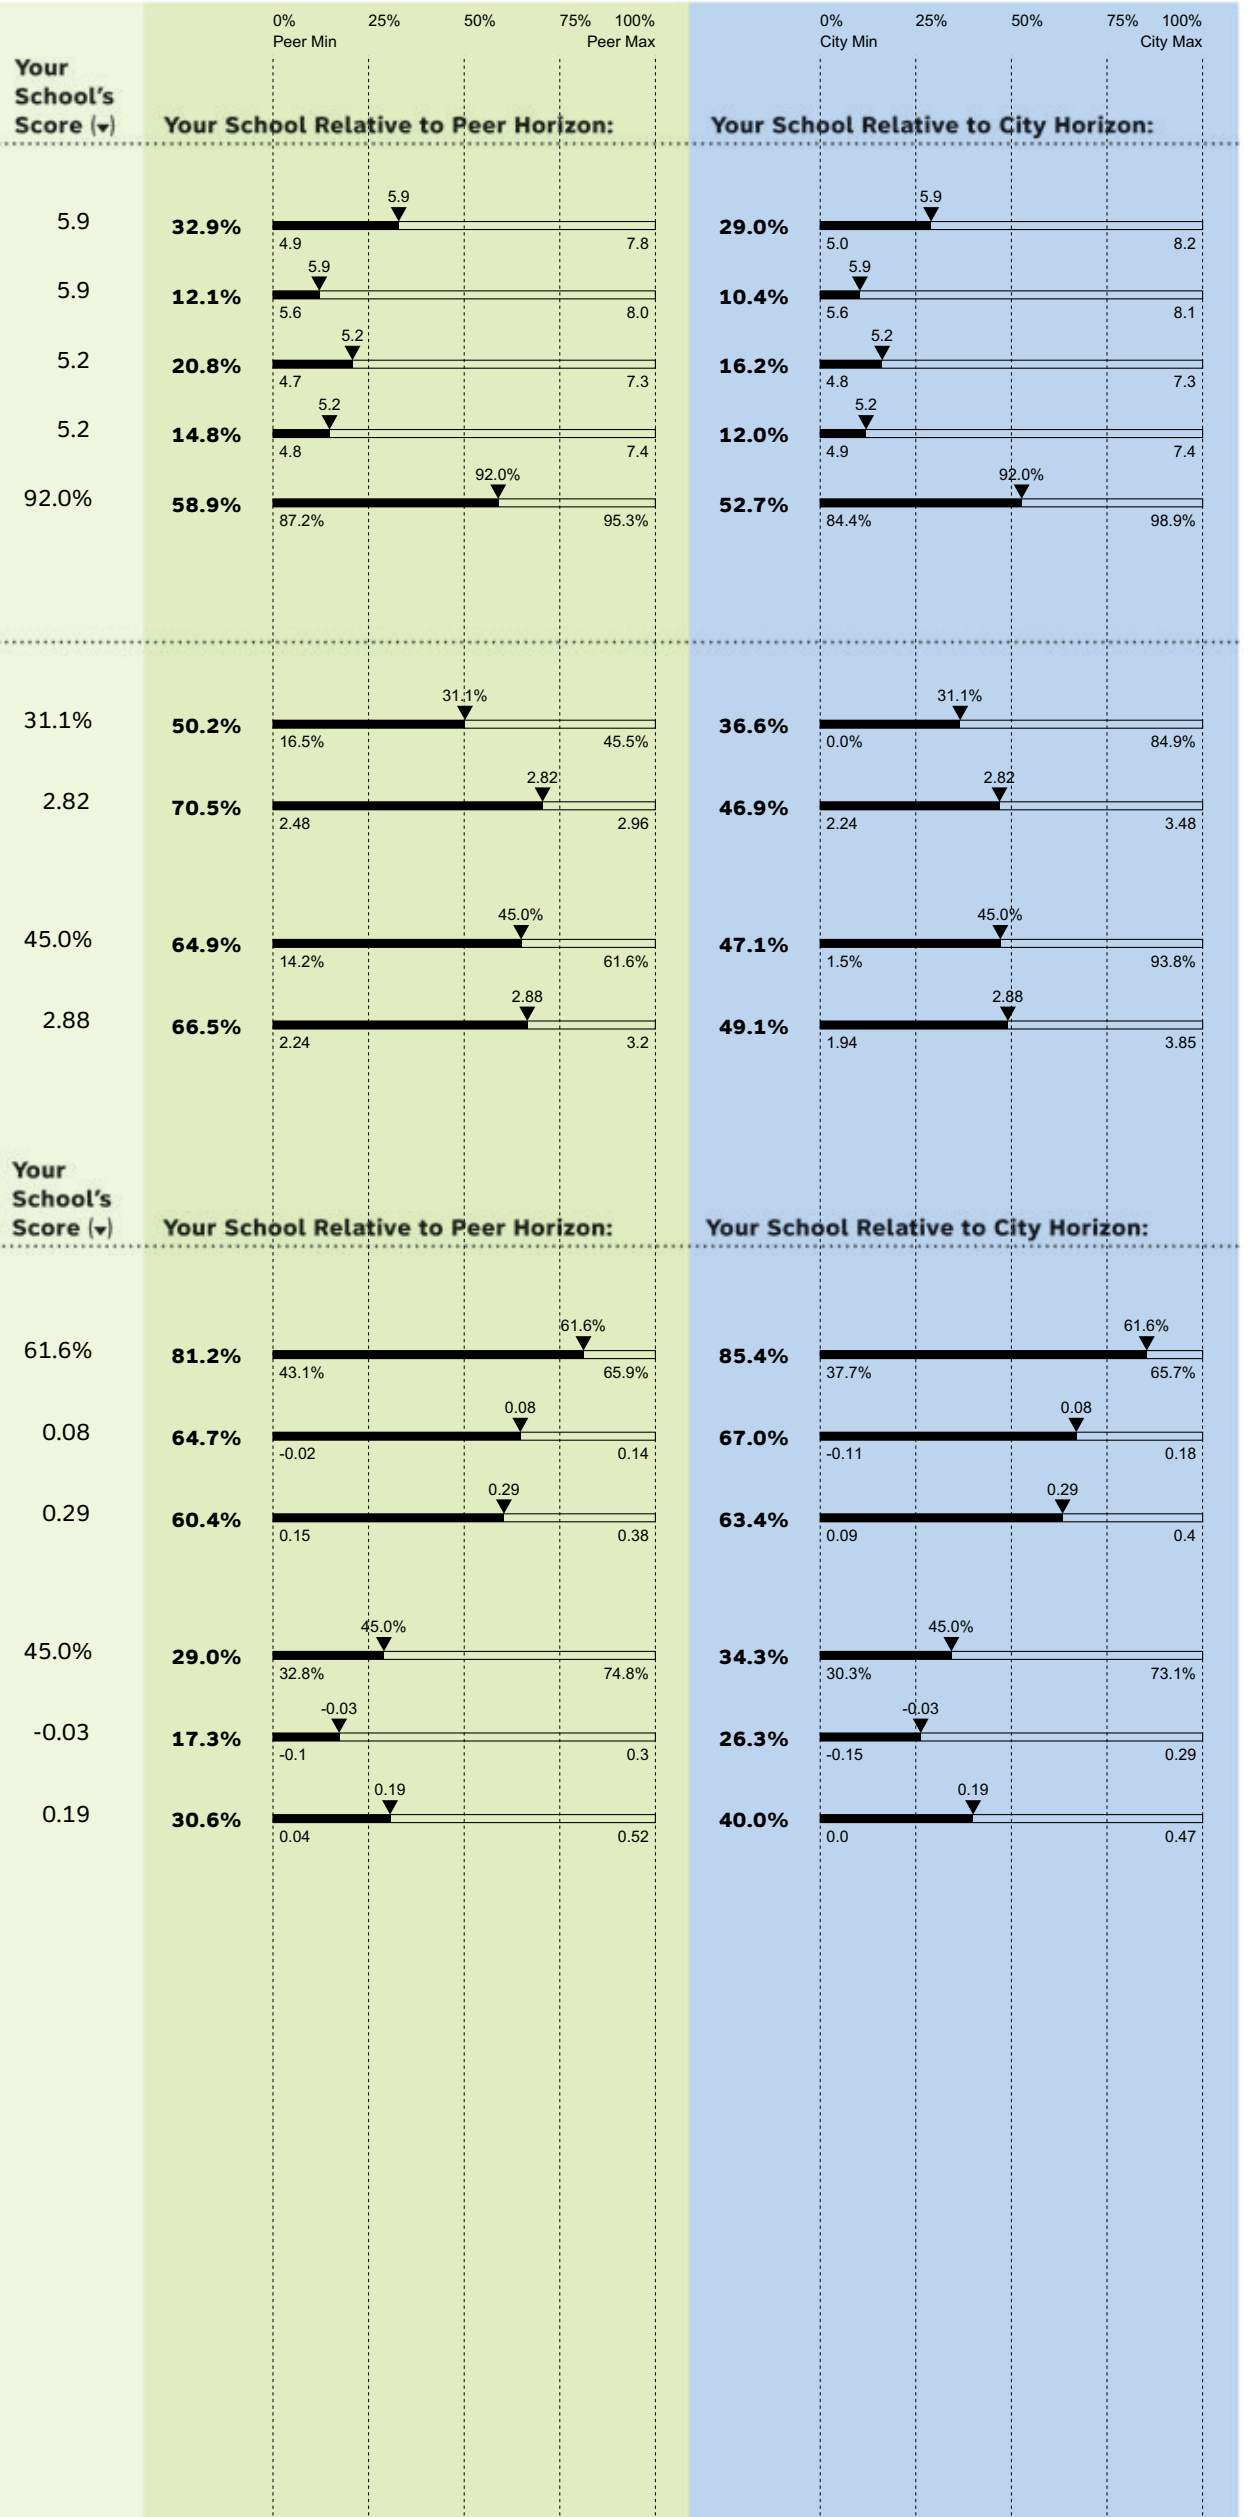 0% 25% 50% 75% 100% 0% 25% 50% 75% 100%
Peer Min Peer Max City Min City Max
Your
School's
Score (▾) Your School Relative to Peer Horizon: Your School Relative to City Horizon:
5.9 5.9
5.9 32.9% 29.0%
4.9 7.8 5.0 8.2
5.9 5.9
5.9 12.1% 10.4%
5.6 8.0 5.6 8.1
5.2 5.2
5.2 20.8% 16.2%
4.7 7.3 4.8 7.3
5.2 5.2
5.2 14.8% 12.0%
4.8 7.4 4.9 7.4
92.0% 92.0%
92.0% 58.9% 52.7%
87.2% 95.3% 84.4% 98.9%
31.1% 31.1%
31.1% 50.2% 36.6%
16.5% 45.5% 0.0% 84.9%
2.82 2.82
2.82 70.5% 46.9%
2.48 2.96 2.24 3.48
45.0% 45.0%
45.0% 64.9% 47.1%
14.2% 61.6% 1.5% 93.8%
2.88 2.88
2.88 66.5% 49.1%
2.24 3.2 1.94 3.85
Your
School's
Score (▾) Your School Relative to Peer Horizon: Your School Relative to City Horizon:
61.6% 61.6%
61.6% 81.2% 85.4%
43.1% 65.9% 37.7% 65.7%
0.08 0.08
0.08 64.7% 67.0%
-0.02 0.14 -0.11 0.18
0.29 0.29
0.29 60.4% 63.4%
0.15 0.38 0.09 0.4
45.0% 45.0%
45.0% 29.0% 34.3%
32.8% 74.8% 30.3% 73.1%
-0.03 -0.03
-0.03 17.3% 26.3%
-0.1 0.3 -0.15 0.29
0.19 0.19
0.19 30.6% 40.0%
0.04 0.52 0.0 0.47